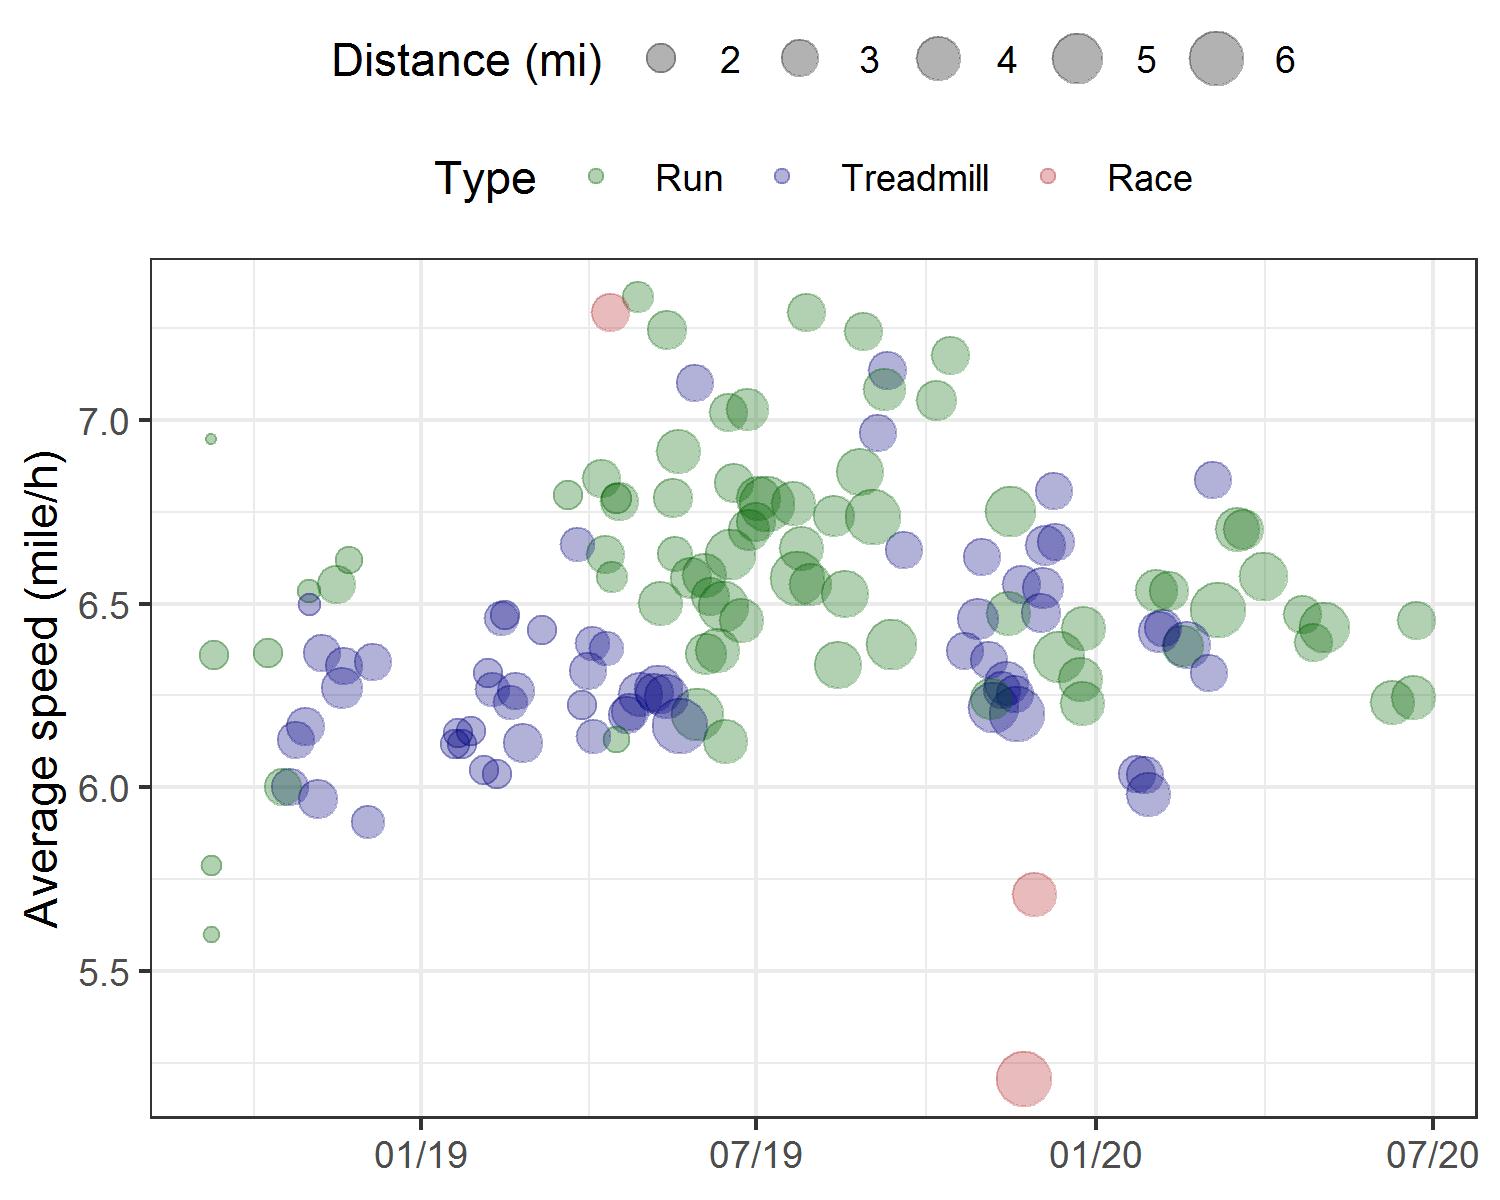 Distance (mi) 2 3 4 5 6
Type Run Treadmill Race
Average speed (mile/h)
7.0
6.5
6.0
5.5
01/19 07/19 01/20 07/20